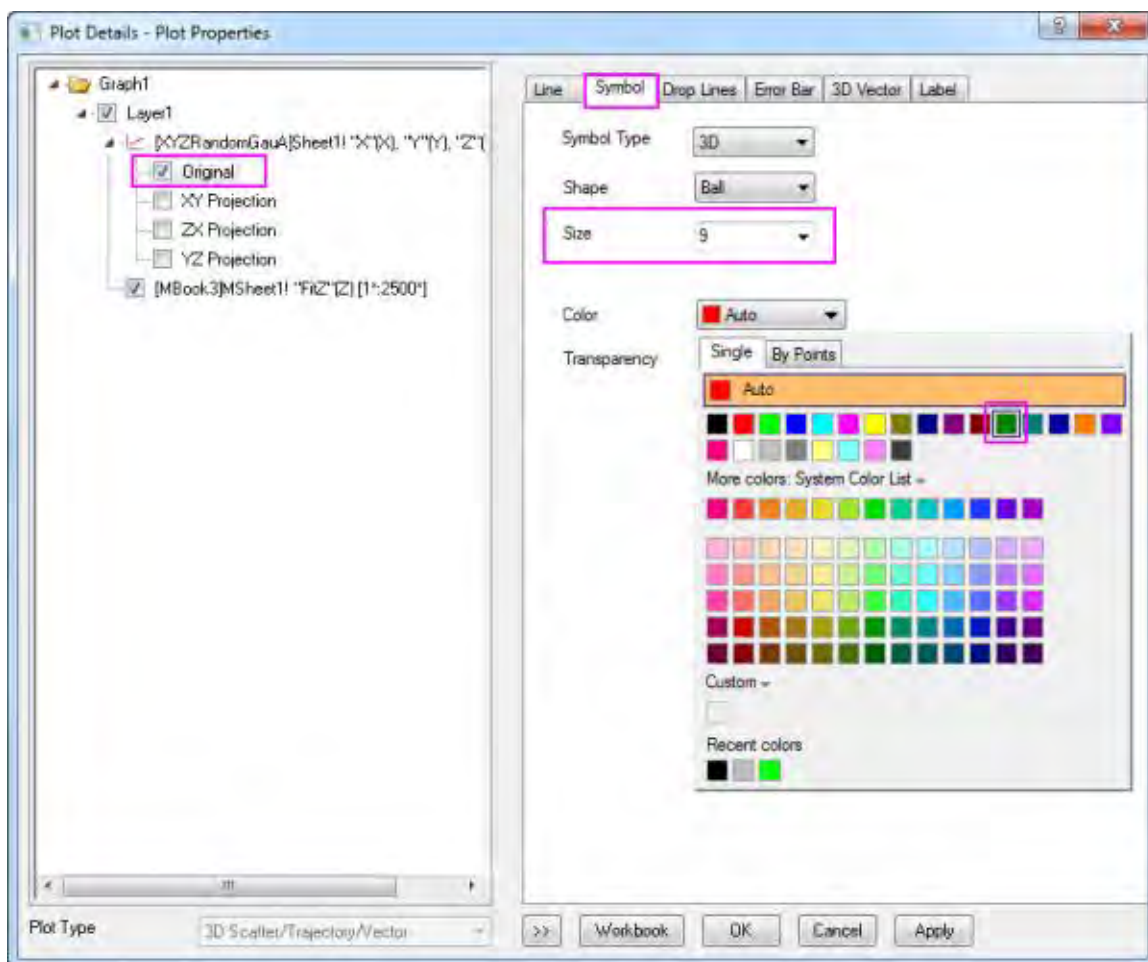 Plot Details - Plot Properties
Graph1
Layer1
[XYZRandomGauA]Sheet1! "X"(X), "Y"(Y), "Z"(
Original
XY Projection
ZX Projection
YZ Projection
[MBook3]MSheet1! "FitZ"(Z) [1*:2500*]
Plot Type
3D Scatter/Trajectory/Vector
Line Symbol Drop Lines Error Bar 3D Vector Label
Symbol Type 3D
Shape Ball
Size 9
Color Auto
Transparency
Single By Points
Auto
More colors: System Color List
Custom
Recent colors
>> Workbook OK Cancel Apply